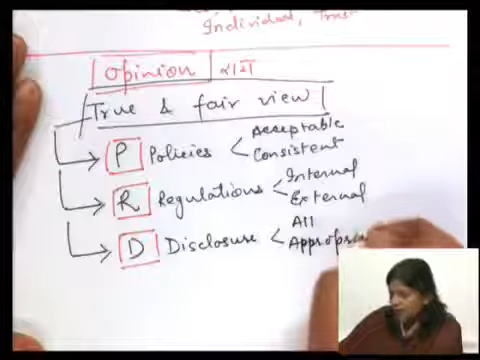 Individual, Trust
Opinion राय
True & fair view
P Policies < Acceptable
Consistent
R Regulations < Internal
External
D Disclosure < All